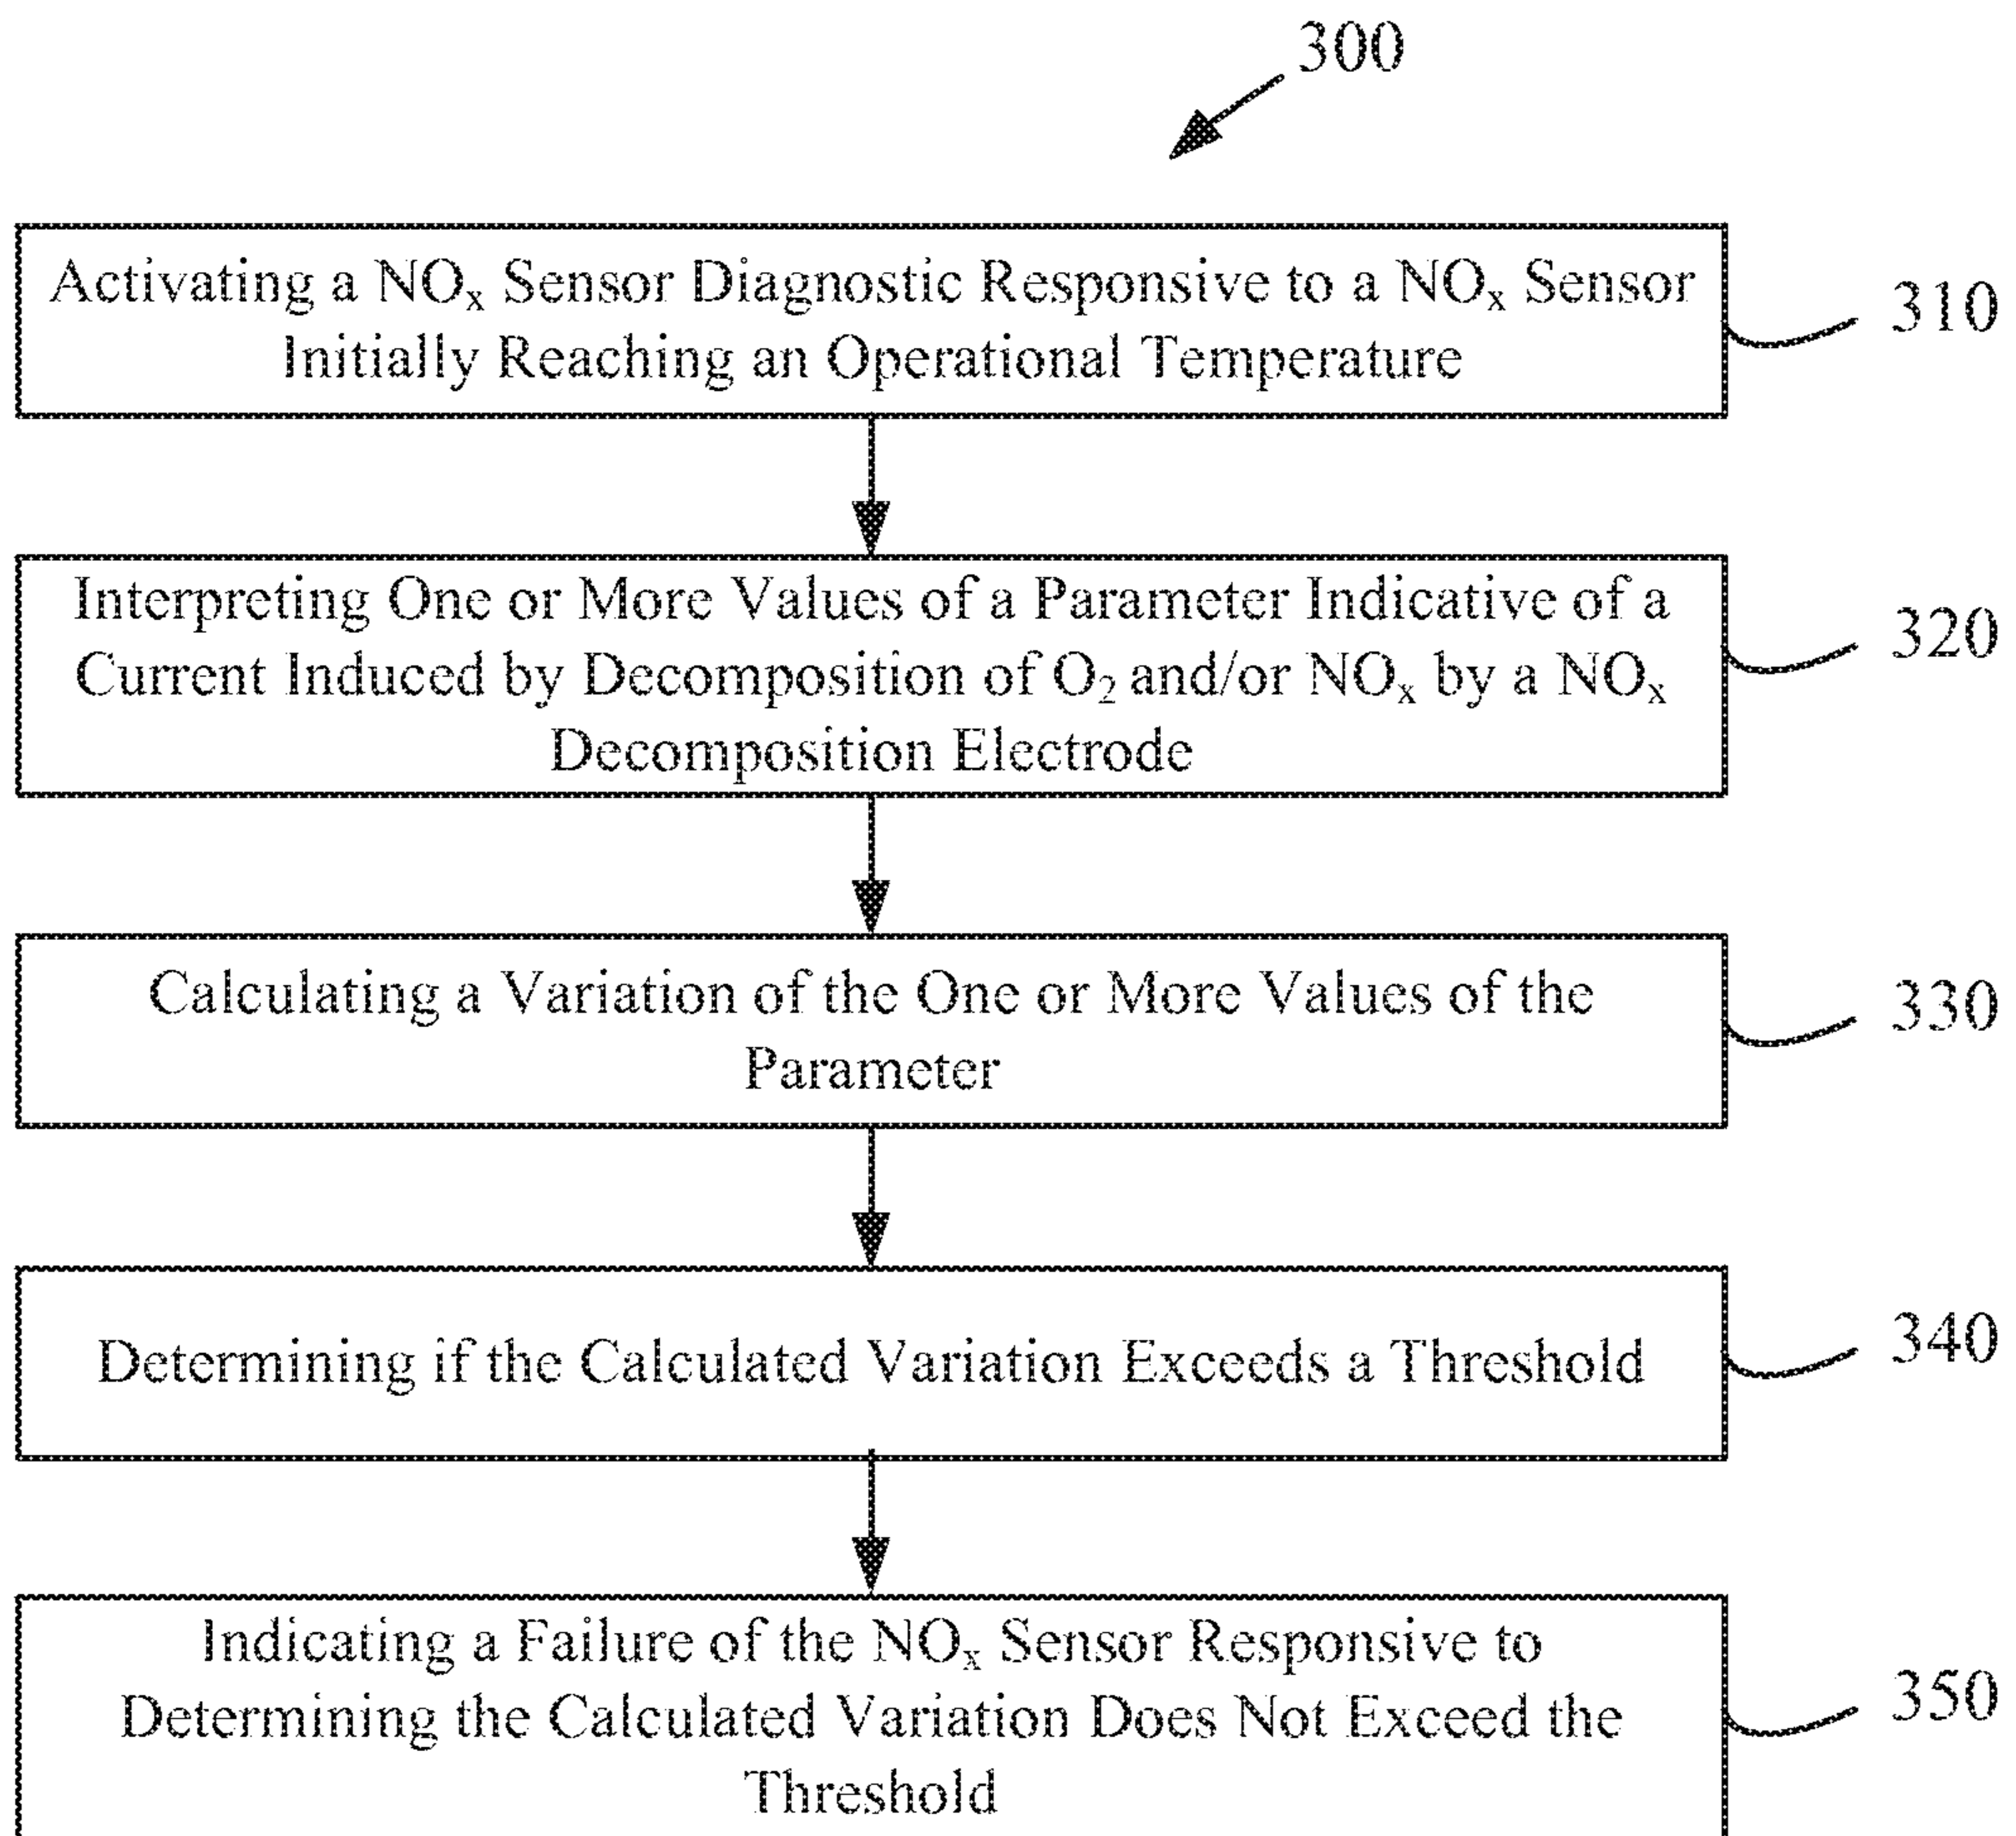 300
Activating a NOₓ Sensor Diagnostic Responsive to a NOₓ Sensor
Initially Reaching an Operational Temperature
310
Interpreting One or More Values of a Parameter Indicative of a
Current Induced by Decomposition of O₂ and/or NOₓ by a NOₓ
Decomposition Electrode
320
Calculating a Variation of the One or More Values of the
Parameter
330
Determining if the Calculated Variation Exceeds a Threshold
340
Indicating a Failure of the NOₓ Sensor Responsive to
Determining the Calculated Variation Does Not Exceed the
Threshold
350